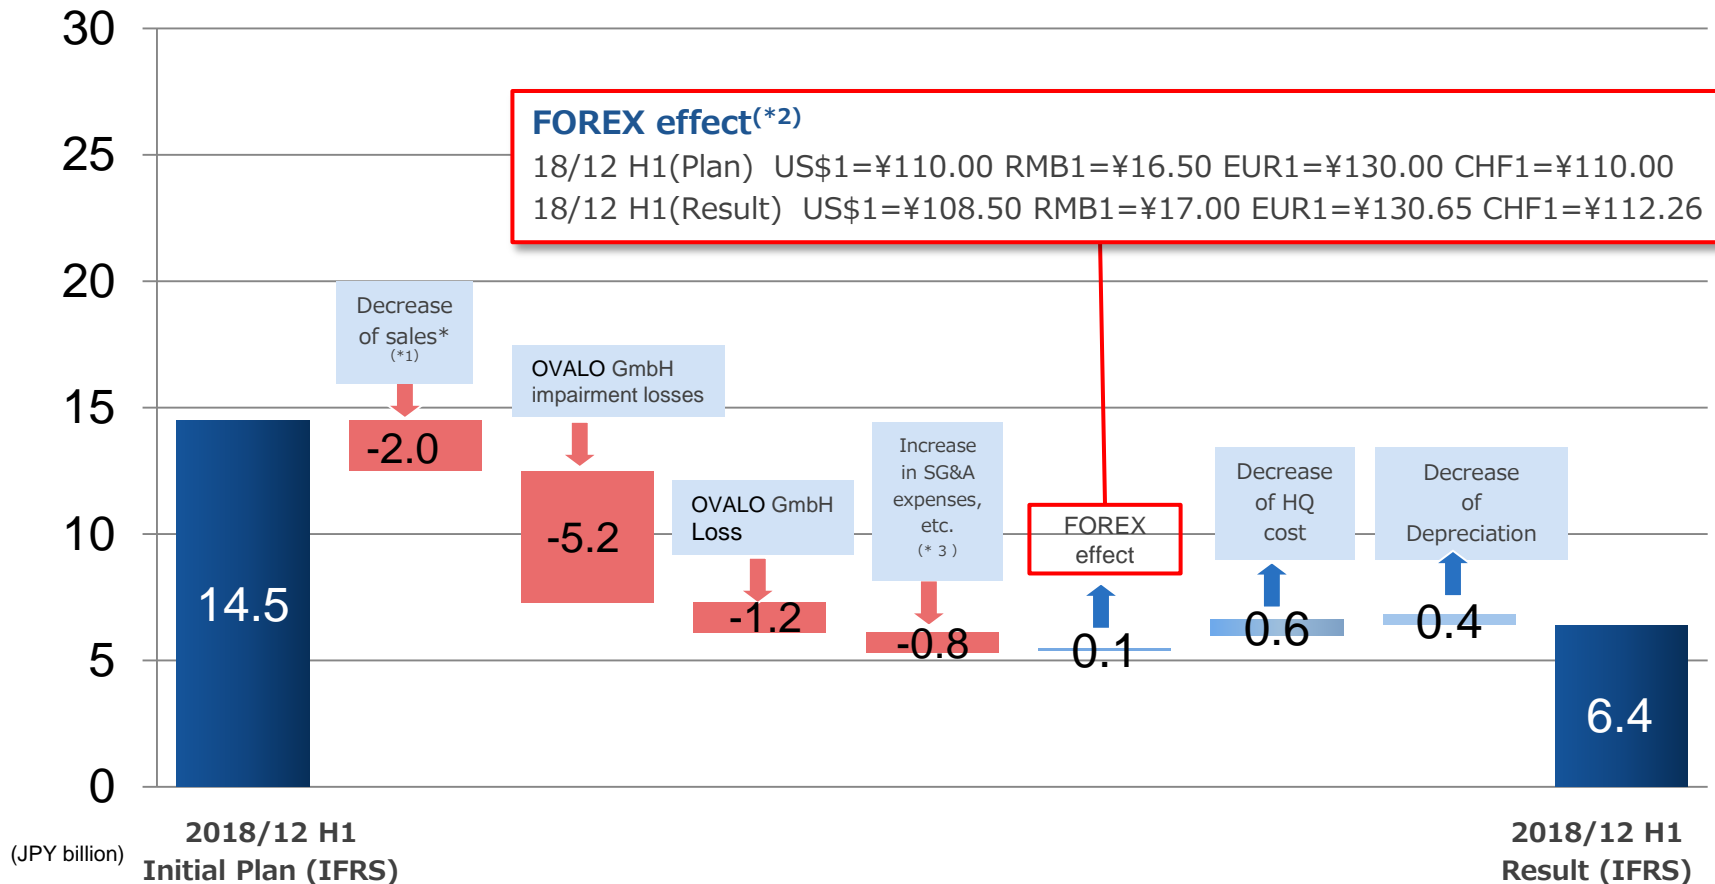 30
25
20
15
10
5
0
(JPY billion)
FOREX effect(*2)
18/12 H1(Plan) US$1=¥110.00 RMB1=¥16.50 EUR1=¥130.00 CHF1=¥110.00
18/12 H1(Result) US$1=¥108.50 RMB1=¥17.00 EUR1=¥130.65 CHF1=¥112.26
14.5
Decrease
of sales*
(*1)
-2.0
OVALO GmbH
impairment losses
-5.2
OVALO GmbH
Loss
-1.2
Increase
in SG&A
expenses,
etc.
(*3)
-0.8
FOREX
effect
0.1
Decrease
of HQ
cost
0.6
Decrease
of
Depreciation
0.4
6.4
2018/12 H1
Initial Plan (IFRS)
2018/12 H1
Result (IFRS)